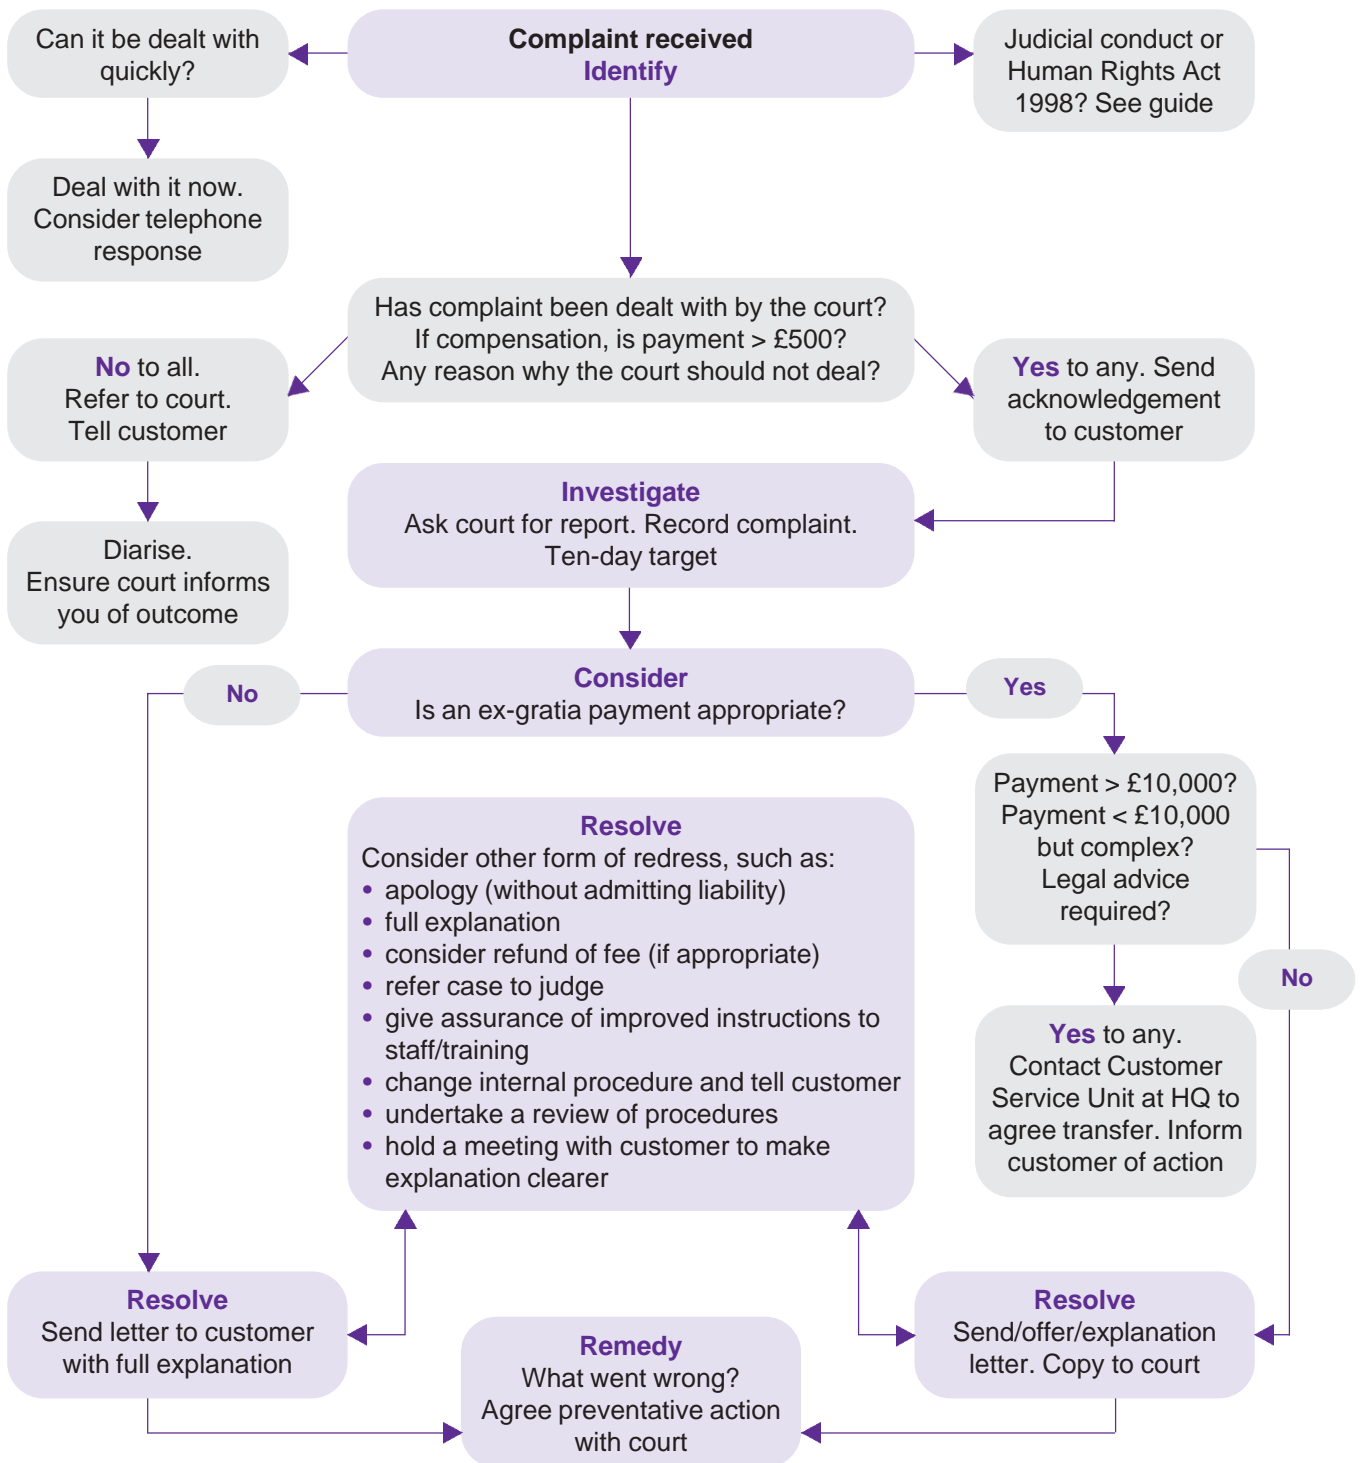 Can it be dealt with
quickly?
Complaint received
Identify
Judicial conduct or
Human Rights Act
1998? See guide
Deal with it now.
Consider telephone
response
Has complaint been dealt with by the court?
If compensation, is payment > £500?
Any reason why the court should not deal?
No to all.
Refer to court.
Tell customer
Yes to any. Send
acknowledgement
to customer
Investigate
Ask court for report. Record complaint.
Ten-day target
Diarise.
Ensure court informs
you of outcome
No
Consider
Is an ex-gratia payment appropriate?
Yes
Payment > £10,000?
Payment < £10,000
but complex?
Legal advice
required?
Resolve
Consider other form of redress, such as:
• apology (without admitting liability)
• full explanation
• consider refund of fee (if appropriate)
• refer case to judge
• give assurance of improved instructions to
staff/training
• change internal procedure and tell customer
• undertake a review of procedures
• hold a meeting with customer to make
explanation clearer
No
Yes to any.
Contact Customer
Service Unit at HQ to
agree transfer. Inform
customer of action
Resolve
Send letter to customer
with full explanation
Remedy
What went wrong?
Agree preventative action
with court
Resolve
Send/offer/explanation
letter. Copy to court